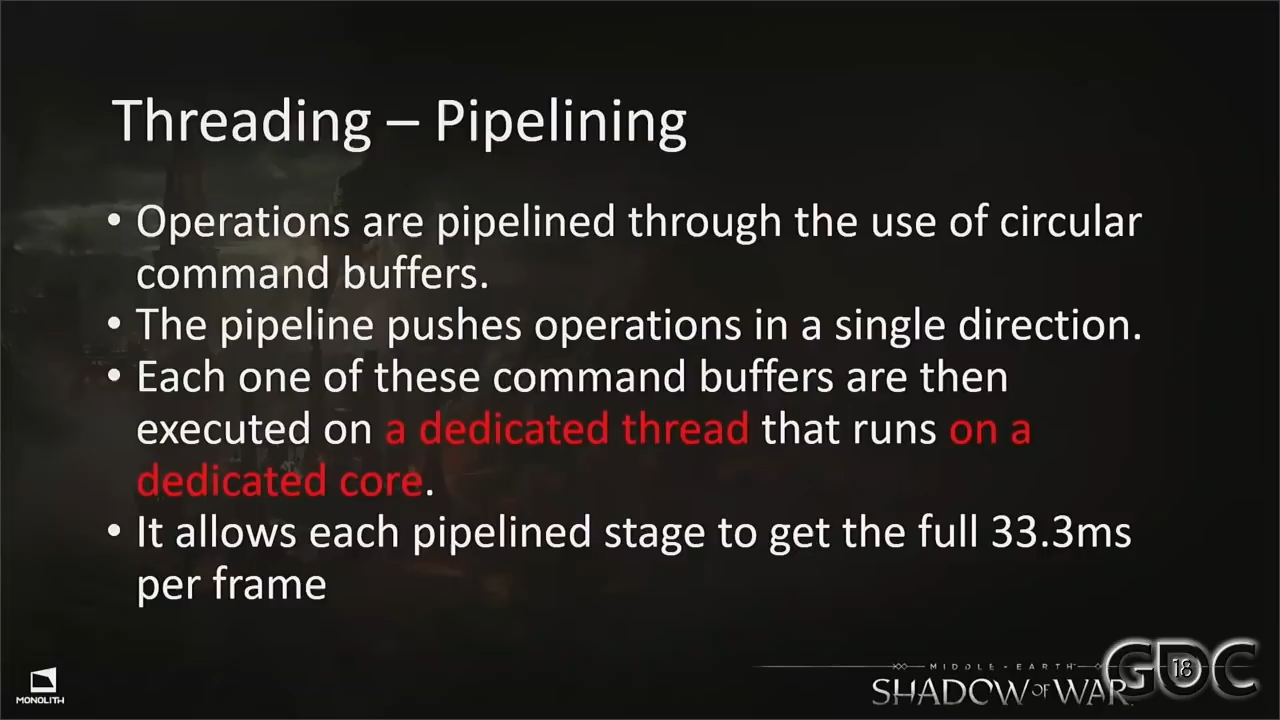 Threading – Pipelining
• Operations are pipelined through the use of circular
command buffers.
• The pipeline pushes operations in a single direction.
• Each one of these command buffers are then
executed on a dedicated thread that runs on a
dedicated core.
• It allows each pipelined stage to get the full 33.3ms
per frame
MONOLITH
MIDDLE-EARTH
SHADOW OF WAR
GDC
18